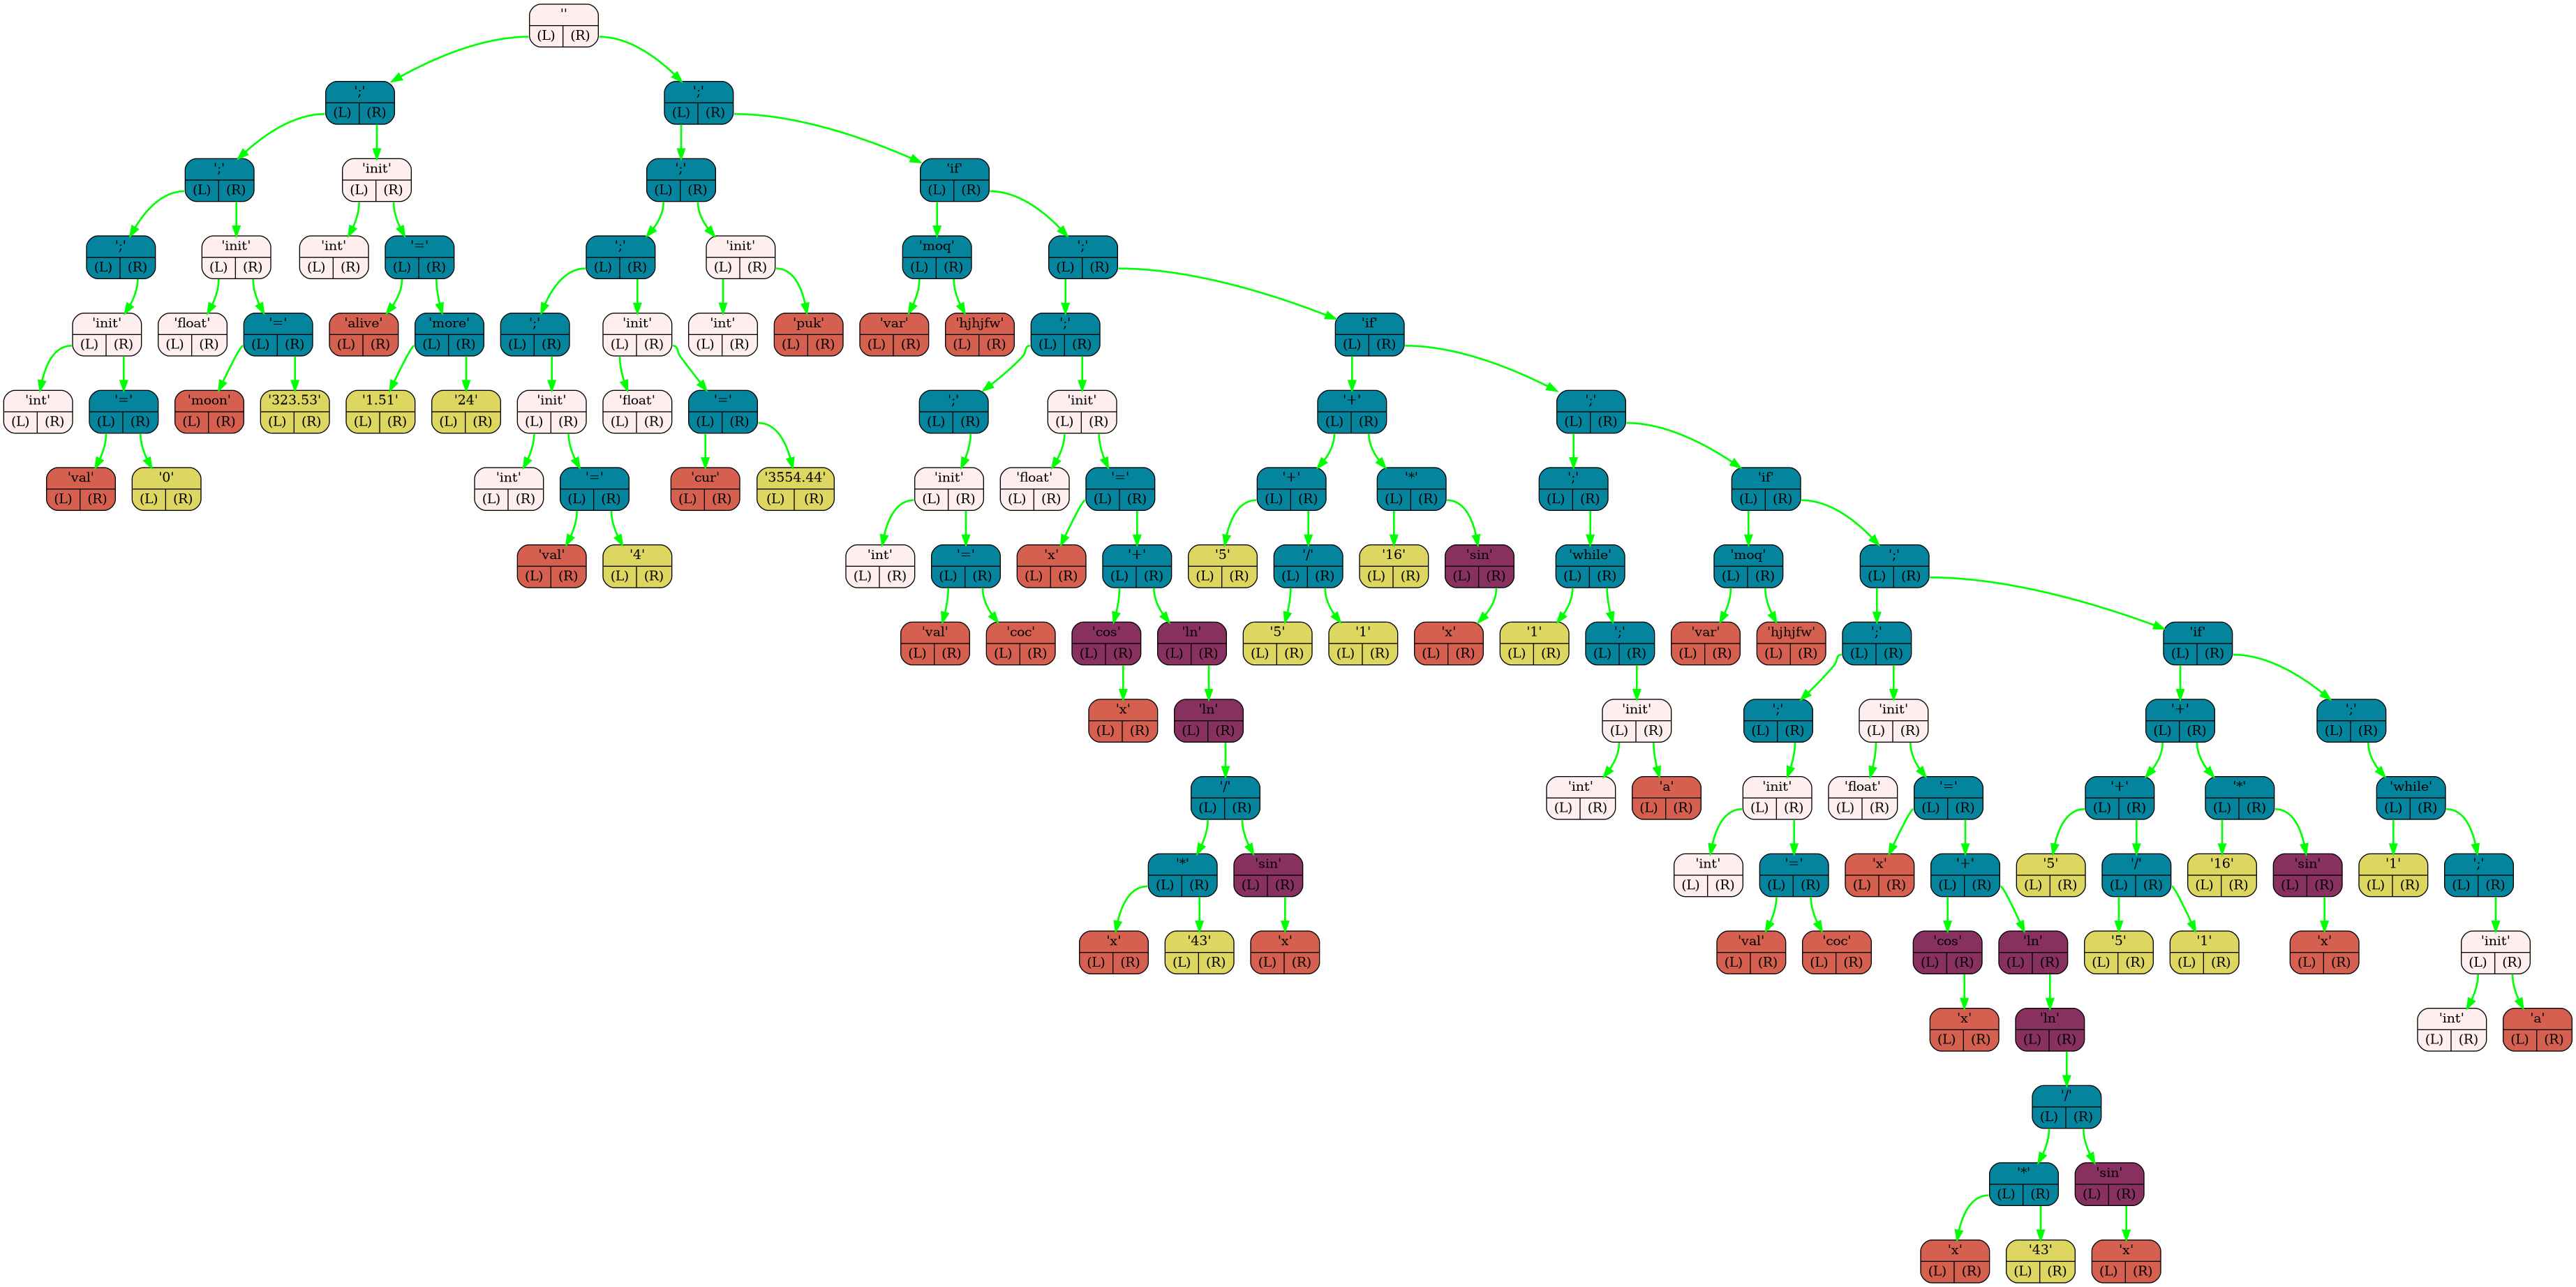 ''
(L) (R)
';' ';'
(L) (R) (L) (R)
';' 'init' ';' 'if'
(L) (R) (L) (R) (L) (R) (L) (R)
';' 'init' 'int' '=' ';' 'init' 'moq' ';'
(L) (R) (L) (R) (L) (R) (L) (R) (L) (R) (L) (R) (L) (R) (L) (R)
'init' 'float' '=' 'alive' 'more' ';' 'init' 'int' 'puk' 'var' 'hjhjfw' ';' 'if'
(L) (R) (L) (R) (L) (R) (L) (R) (L) (R) (L) (R) (L) (R) (L) (R) (L) (R) (L) (R) (L) (R) (L) (R) (L) (R)
'int' '=' 'moon' '323.53' '1.51' '24' 'init' 'float' '=' ';' 'init' '+' ';'
(L) (R) (L) (R) (L) (R) (L) (R) (L) (R) (L) (R) (L) (R) (L) (R) (L) (R) (L) (R) (L) (R) (L) (R) (L) (R)
'val' '0' 'int' '=' 'cur' '3554.44' 'init' 'float' '=' '+' '*' ';' 'if'
(L) (R) (L) (R) (L) (R) (L) (R) (L) (R) (L) (R) (L) (R) (L) (R) (L) (R) (L) (R) (L) (R) (L) (R) (L) (R)
'val' '4' 'int' '=' 'x' '+' '5' '/' '16' 'sin' 'while' 'moq' ';'
(L) (R) (L) (R) (L) (R) (L) (R) (L) (R) (L) (R) (L) (R) (L) (R) (L) (R) (L) (R) (L) (R) (L) (R) (L) (R)
'val' 'coc' 'cos' 'ln' '5' '1' 'x' '1' ';' 'var' 'hjhjfw' ';' 'if'
(L) (R) (L) (R) (L) (R) (L) (R) (L) (R) (L) (R) (L) (R) (L) (R) (L) (R) (L) (R) (L) (R) (L) (R) (L) (R)
'x' 'ln' 'init' ';' 'init' '+' ';'
(L) (R) (L) (R) (L) (R) (L) (R) (L) (R) (L) (R) (L) (R)
'/' 'int' 'a' 'init' 'float' '=' '+' '*' 'while'
(L) (R) (L) (R) (L) (R) (L) (R) (L) (R) (L) (R) (L) (R) (L) (R) (L) (R)
'*' 'sin' 'int' '=' 'x' '+' '5' '/' '16' 'sin' '1' ';'
(L) (R) (L) (R) (L) (R) (L) (R) (L) (R) (L) (R) (L) (R) (L) (R) (L) (R) (L) (R) (L) (R) (L) (R)
'x' '43' 'x' 'val' 'coc' 'cos' 'ln' '5' '1' 'x' 'init'
(L) (R) (L) (R) (L) (R) (L) (R) (L) (R) (L) (R) (L) (R) (L) (R) (L) (R) (L) (R) (L) (R)
'x' 'ln' 'int' 'a'
(L) (R) (L) (R) (L) (R) (L) (R)
'/'
(L) (R)
'*' 'sin'
(L) (R) (L) (R)
'x' '43' 'x'
(L) (R) (L) (R) (L) (R)